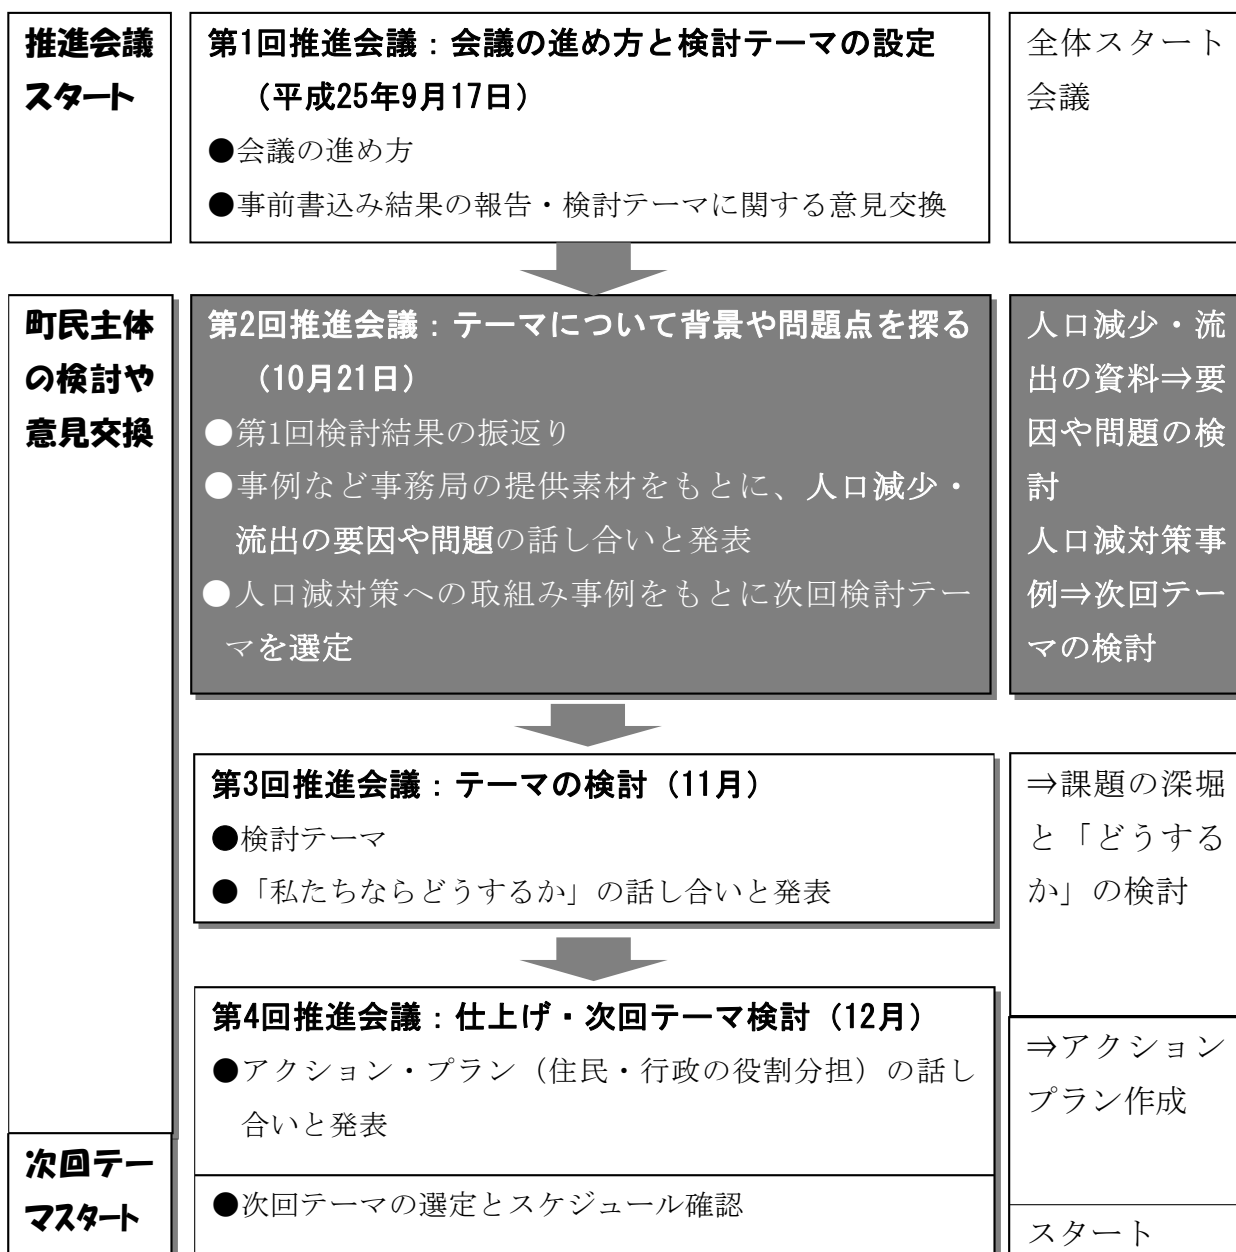 推進会議
スタート
第1回推進会議：会議の進め方と検討テーマの設定
（平成25年9月17日）
●会議の進め方
●事前書込み結果の報告・検討テーマに関する意見交換
全体スタート
会議
町民主体
の検討や
意見交換
第2回推進会議：テーマについて背景や問題点を探る
（10月21日）
●第1回検討結果の振返り
●事例など事務局の提供素材をもとに、人口減少・
流出の要因や問題の話し合いと発表
●人口減対策への取組み事例をもとに次回検討テー
マを選定
人口減少・流
出の資料⇒要
因や問題の検
討
人口減対策事
例⇒次回テー
マの検討
第3回推進会議：テーマの検討（11月）
●検討テーマ
●「私たちならどうするか」の話し合いと発表
⇒課題の深堀
と「どうする
か」の検討
第4回推進会議：仕上げ・次回テーマ検討（12月）
●アクション・プラン（住民・行政の役割分担）の話し
合いと発表
⇒アクション
プラン作成
次回テー
マスタート
●次回テーマの選定とスケジュール確認
スタート